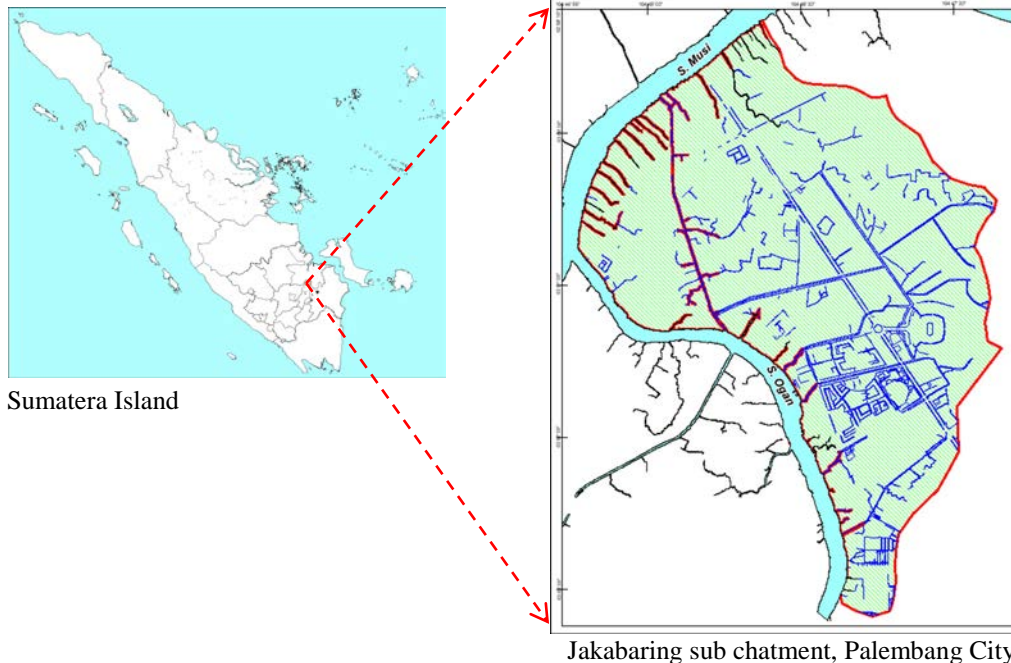 S. Musi
S. Ogan
Sumatera Island
Jakabaring sub chatment, Palembang City